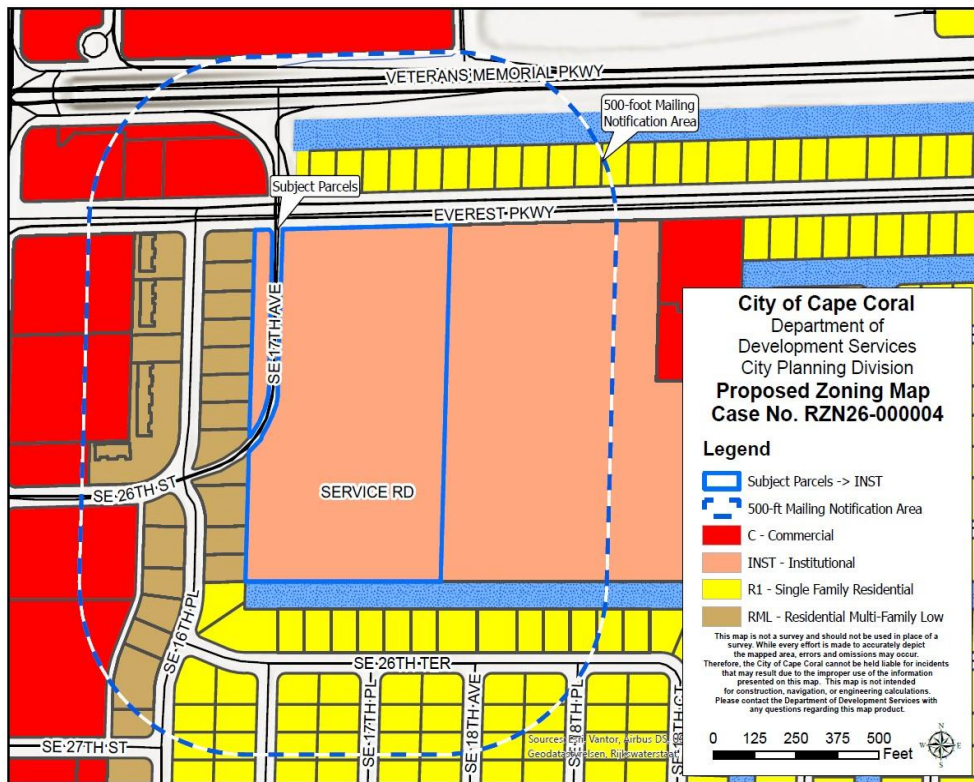 VETERANS MEMORIAL PKWY
500-foot Mailing
Notification Area
Subject Parcels
EVEREST PKWY
SE 17TH AVE
SERVICE RD
SE 26TH ST
SE 16TH PL
SE 26TH TER
SE 17TH PL
SE 18TH AVE
SE 18TH PL
SE 27TH ST
City of Cape Coral
Department of
Development Services
City Planning Division
Proposed Zoning Map
Case No. RZN26-000004
Legend
Subject Parcels -> INST
500-ft Mailing Notification Area
C - Commercial
INST - Institutional
R1 - Single Family Residential
RML - Residential Multi-Family Low
This map is not a survey and should not be used in place of a
survey. While every effort is made to accurately depict
the mapped area, errors and omissions may occur.
Therefore, the City of Cape Coral cannot be held liable for incidents
that may result due to the improper use of the information
presented on this map. This map is not intended
for construction, navigation, or engineering calculations.
Please contact the Department of Development Services with
any questions regarding this map product.
0 125 250 375 500
Feet
N
W E
S
Sources: Esri, Vantor, Airbus DS,
Geodatastyrelsen, Rijkswaterstaat,